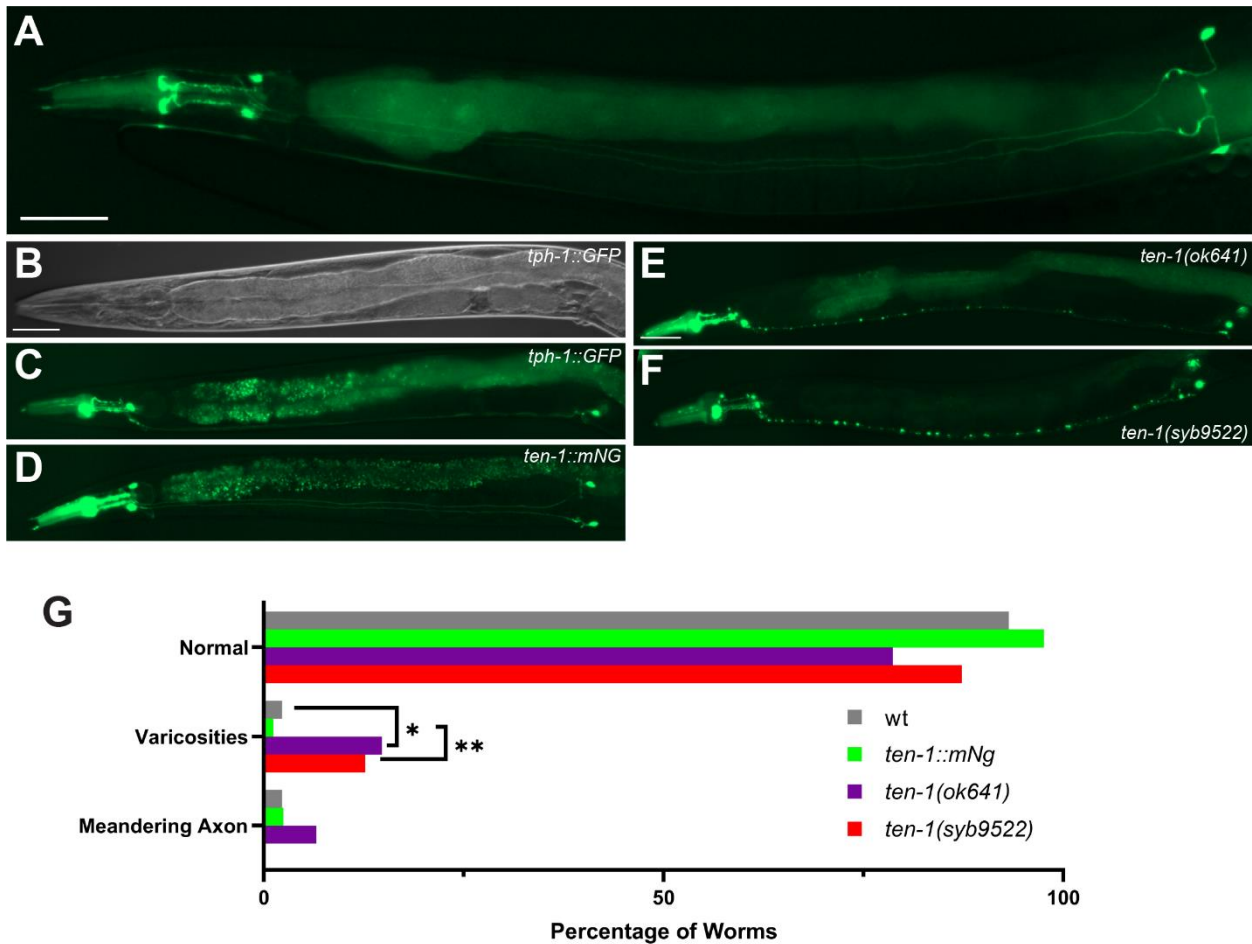 A
B
tph-1::GFP
C
tph-1::GFP
D
ten-1::mNG
E
ten-1(ok641)
F
ten-1(syb9522)
G
Normal
Varicosities
Meandering Axon
*
**
wt
ten-1::mNg
ten-1(ok641)
ten-1(syb9522)
0
50
100
Percentage of Worms